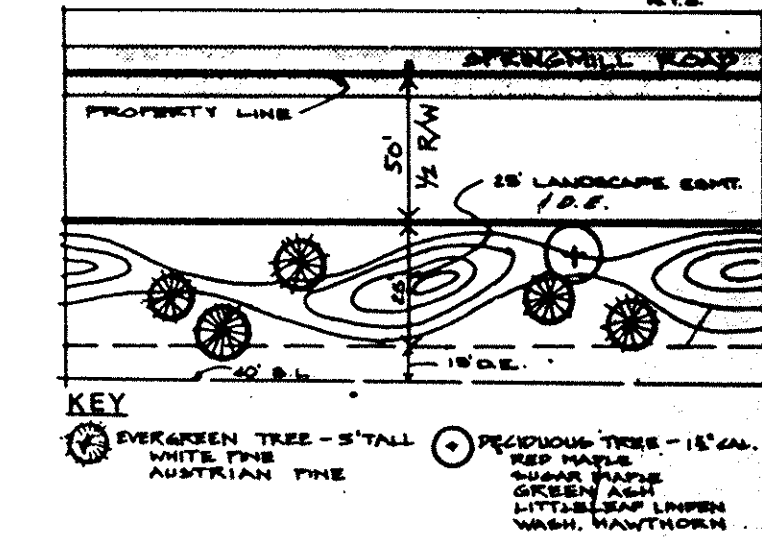 SPRINGMILL ROAD
PROPERTY LINE
50'
½ R/W
25' LANDSCAPE ESMT.
/ D.E.
25'
15' D.E.
40' B.L.
KEY
EVERGREEN TREE - 5' TALL
WHITE PINE
AUSTRIAN PINE
DECIDUOUS TREE - 1½" CAL.
RED MAPLE
SUGAR MAPLE
GREEN ASH
LITTLELEAF LINDEN
WASH. HAWTHORN